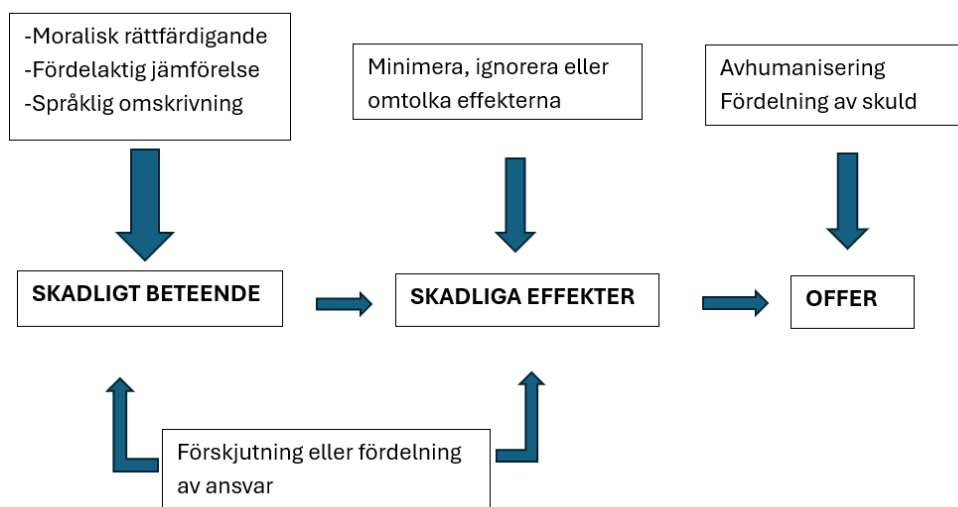 -Moralisk rättfärdigande
-Fördelaktig jämförelse
-Språklig omskrivning
Minimera, ignorera eller
omtolka effekterna
Avhumanisering
Fördelning av skuld
SKADLIGT BETEENDE
SKADLIGA EFFEKTER
OFFER
Förskjutning eller fördelning
av ansvar